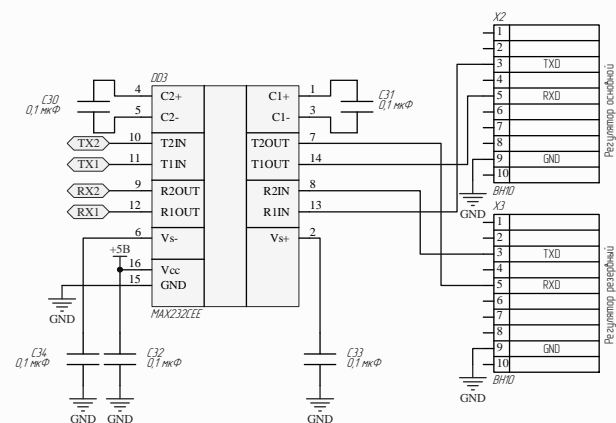 X2
1
2
3 TXD
4
5 RXD
6
7
8
9 GND
10
BH10
Регулятор основной
GND
DD3
C30
0,1 мкФ
4 C2+
5 C2-
C1+ 1
C1- 3
C31
0,1 мкФ
TX2 10 T2IN
TX1 11 T1IN
T2OUT 7
T1OUT 14
RX2 9 R2OUT
RX1 12 R1OUT
R2IN 8
R1IN 13
6 Vs-
Vs+ 2
+5В
16 Vcc
15 GND
GND
MAX232CEE
C34
0,1 мкФ
C32
0,1 мкФ
C33
0,1 мкФ
GND
GND
GND
X3
1
2
3 TXD
4
5 RXD
6
7
8
9 GND
10
BH10
Регулятор резервный
GND